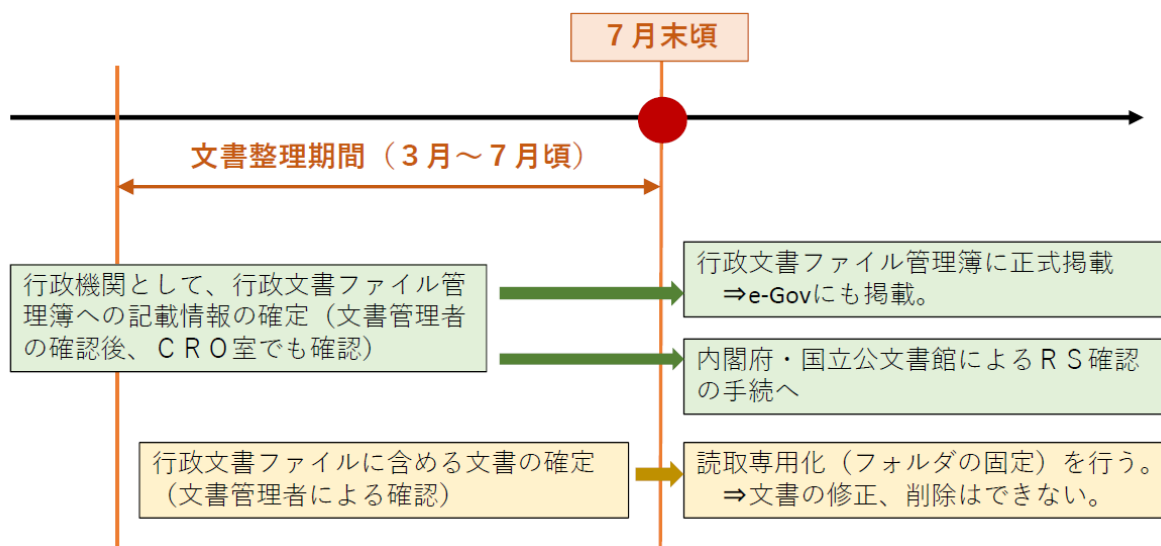 ７月末頃
文書整理期間（３月～７月頃）
行政機関として、行政文書ファイル管
理簿への記載情報の確定（文書管理者
の確認後、ＣＲＯ室でも確認）
行政文書ファイル管理簿に正式掲載
⇒e-Govにも掲載。
内閣府・国立公文書館によるＲＳ確認
の手続へ
行政文書ファイルに含める文書の確定
（文書管理者による確認）
読取専用化（フォルダの固定）を行う。
⇒文書の修正、削除はできない。